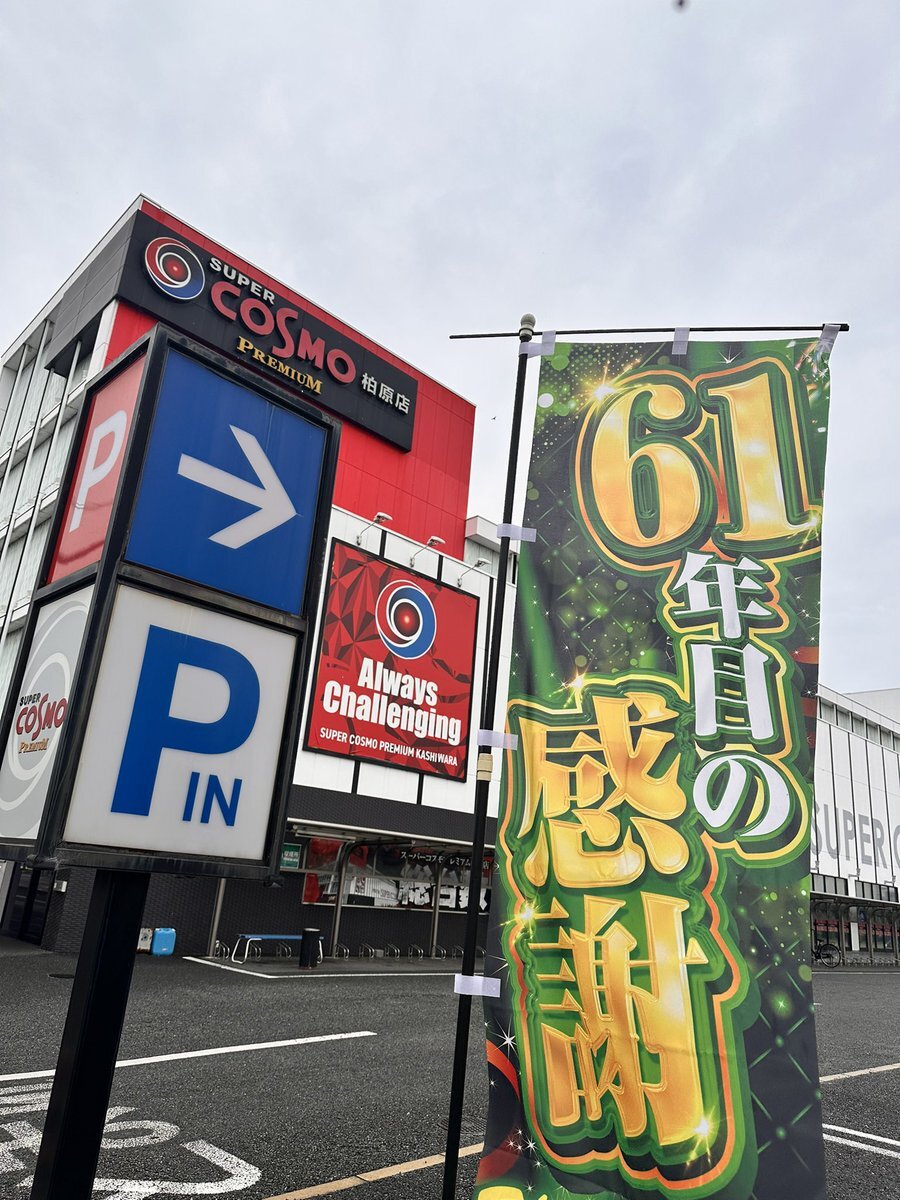 SUPER
COSMO
PREMIUM
柏原店
P
P IN
SUPER
COSMO
PREMIUM
Always
Challenging
SUPER COSMO PREMIUM KASHIWARA
61
年目の
感謝
SUPER